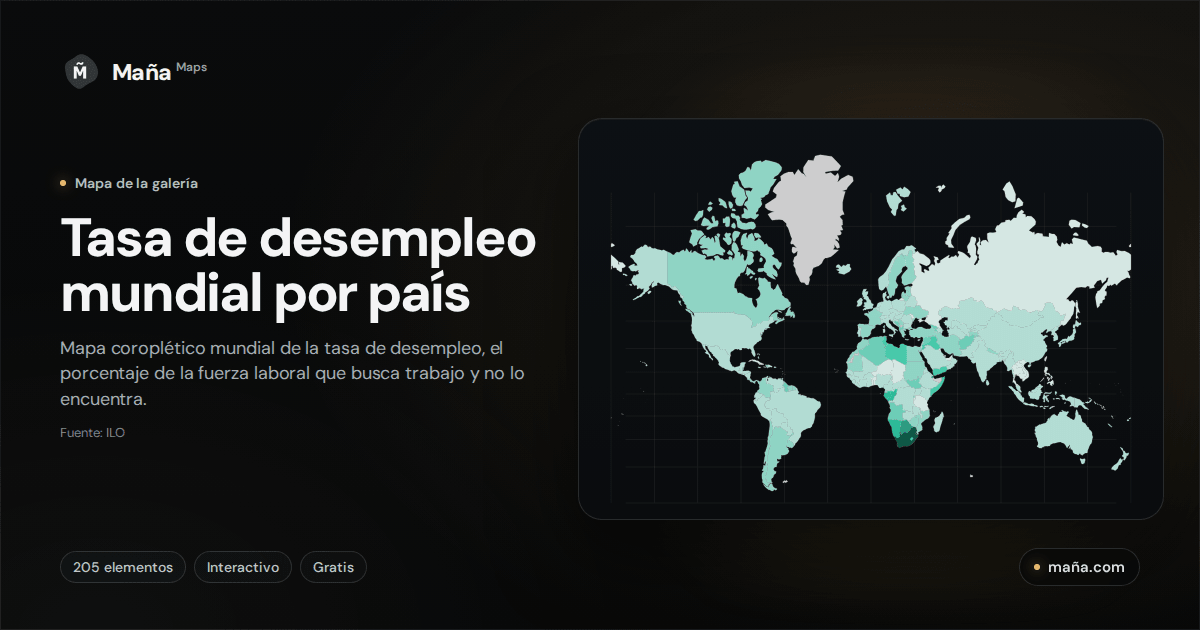 M̃
Maña Maps
Mapa de la galería
Tasa de desempleo
mundial por país
Mapa coroplético mundial de la tasa de desempleo, el
porcentaje de la fuerza laboral que busca trabajo y no lo
encuentra.
Fuente: ILO
205 elementos
Interactivo
Gratis
maña.com